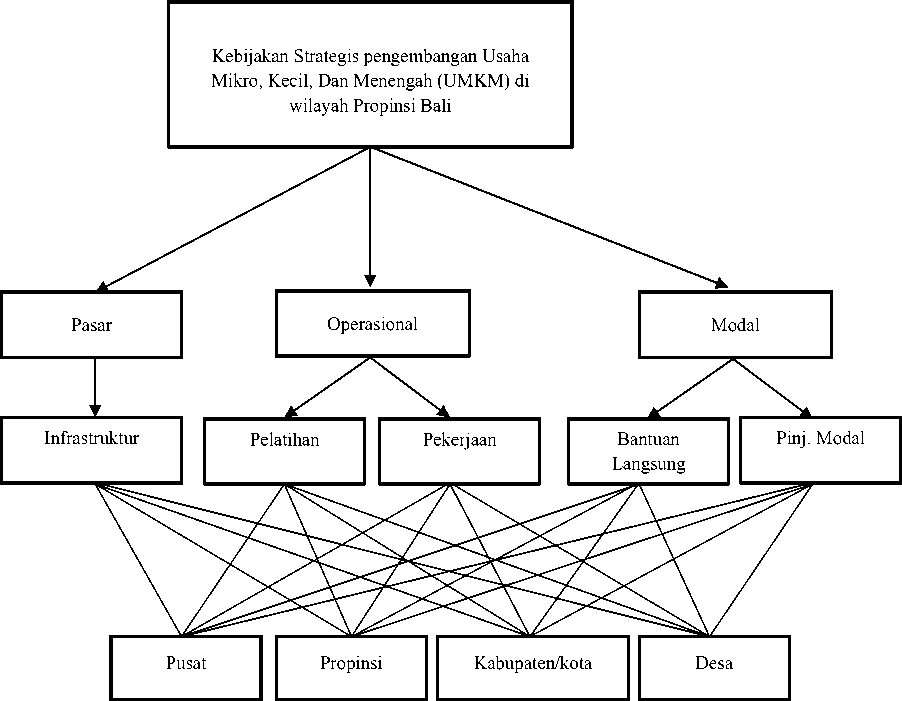 Kebijakan Strategis pengembangan Usaha
Mikro, Kecil, Dan Menengah (UMKM) di
wilayah Propinsi Bali
Pasar
Operasional
Modal
Infrastruktur
Pelatihan
Pekerjaan
Bantuan
Langsung
Pinj. Modal
Pusat
Propinsi
Kabupaten/kota
Desa